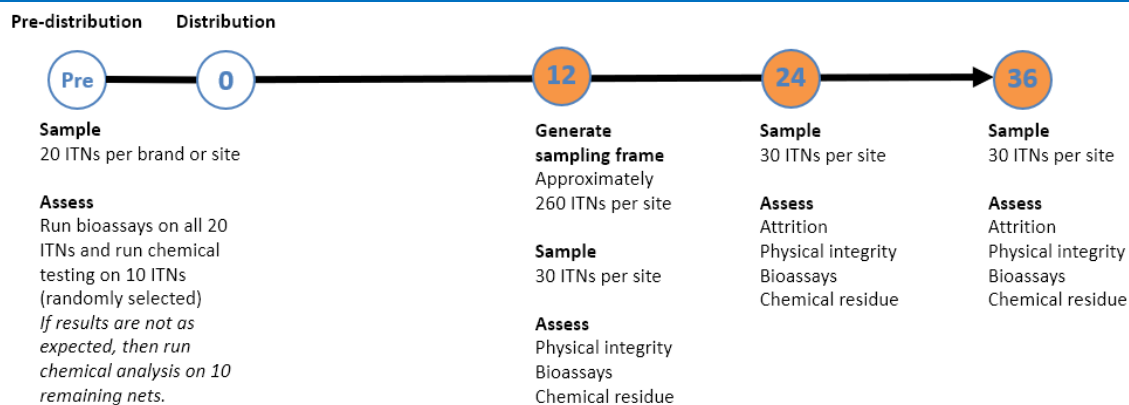 Pre-distribution
Distribution
Pre
0
12
24
36
Sample
20 ITNs per brand or site
Assess
Run bioassays on all 20
ITNs and run chemical
testing on 10 ITNs
(randomly selected)
If results are not as
expected, then run
chemical analysis on 10
remaining nets.
Generate
sampling frame
Approximately
260 ITNs per site
Sample
30 ITNs per site
Assess
Physical integrity
Bioassays
Chemical residue
Sample
30 ITNs per site
Assess
Attrition
Physical integrity
Bioassays
Chemical residue
Sample
30 ITNs per site
Assess
Attrition
Physical integrity
Bioassays
Chemical residue